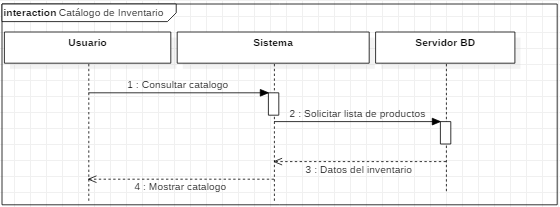 interaction Catálogo de Inventario
Usuario
Sistema
Servidor BD
1 : Consultar catalogo
2 : Solicitar lista de productos
3 : Datos del inventario
4 : Mostrar catalogo